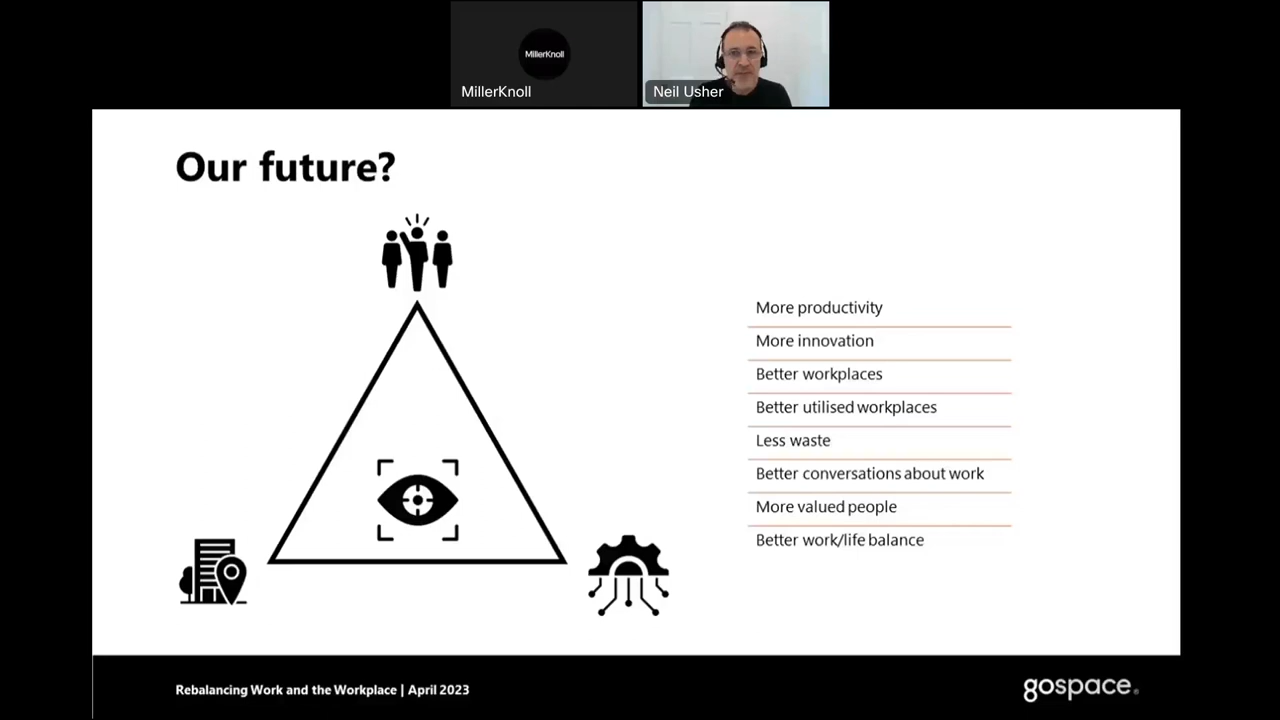 MillerKnoll
MillerKnoll
Neil Usher
Our future?
More productivity
More innovation
Better workplaces
Better utilised workplaces
Less waste
Better conversations about work
More valued people
Better work/life balance
Rebalancing Work and the Workplace | April 2023
gospace